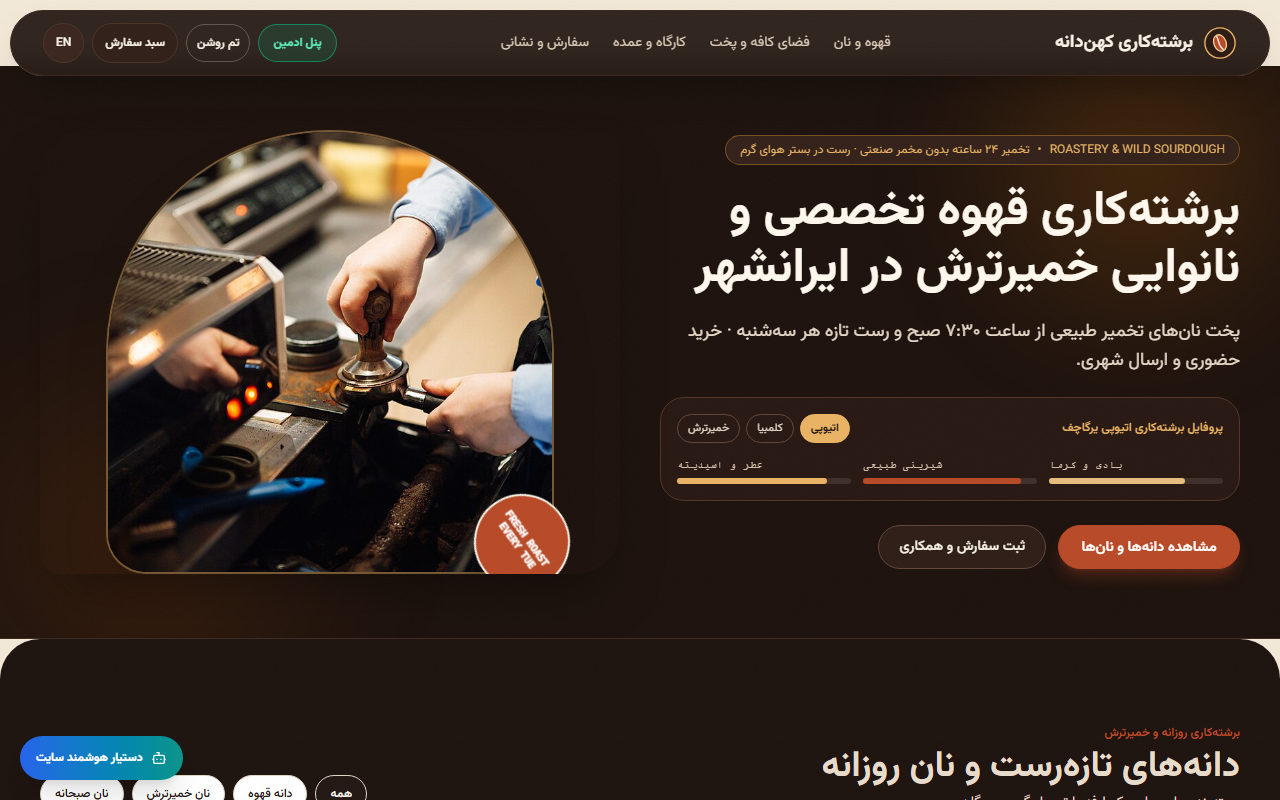 برشته‌کاری کهن‌دانه
قهوه و نان
فضای کافه و پخت
کارگاه و عمده
سفارش و نشانی
پنل ادمین
تم روشن
سبد سفارش
EN
ROASTERY & WILD SOURDOUGH • تخمیر ۲۴ ساعته بدون مخمر صنعتی · رست در بستر هوای گرم
برشته‌کاری قهوه تخصصی و
نانوایی خمیرترش در ایرانشهر
پخت نان‌های تخمیر طبیعی از ساعت ۷:۳۰ صبح و رست تازه هر سه‌شنبه · خرید
حضوری و ارسال شهری.
پروفایل برشته‌کاری اتیوپی یرگاچف
اتیوپی
کلمبیا
خمیرترش
بادی و کرما
شیرینی طبیعی
عطر و اسیدیته
مشاهده دانه‌ها و نان‌ها
ثبت سفارش و همکاری
FRESH ROAST
EVERY TUE
برشته‌کاری روزانه و خمیرترش
دانه‌های تازه‌رست و نان روزانه
همه
دانه قهوه
نان خمیرترش
نان صبحانه
دستیار هوشمند سایت